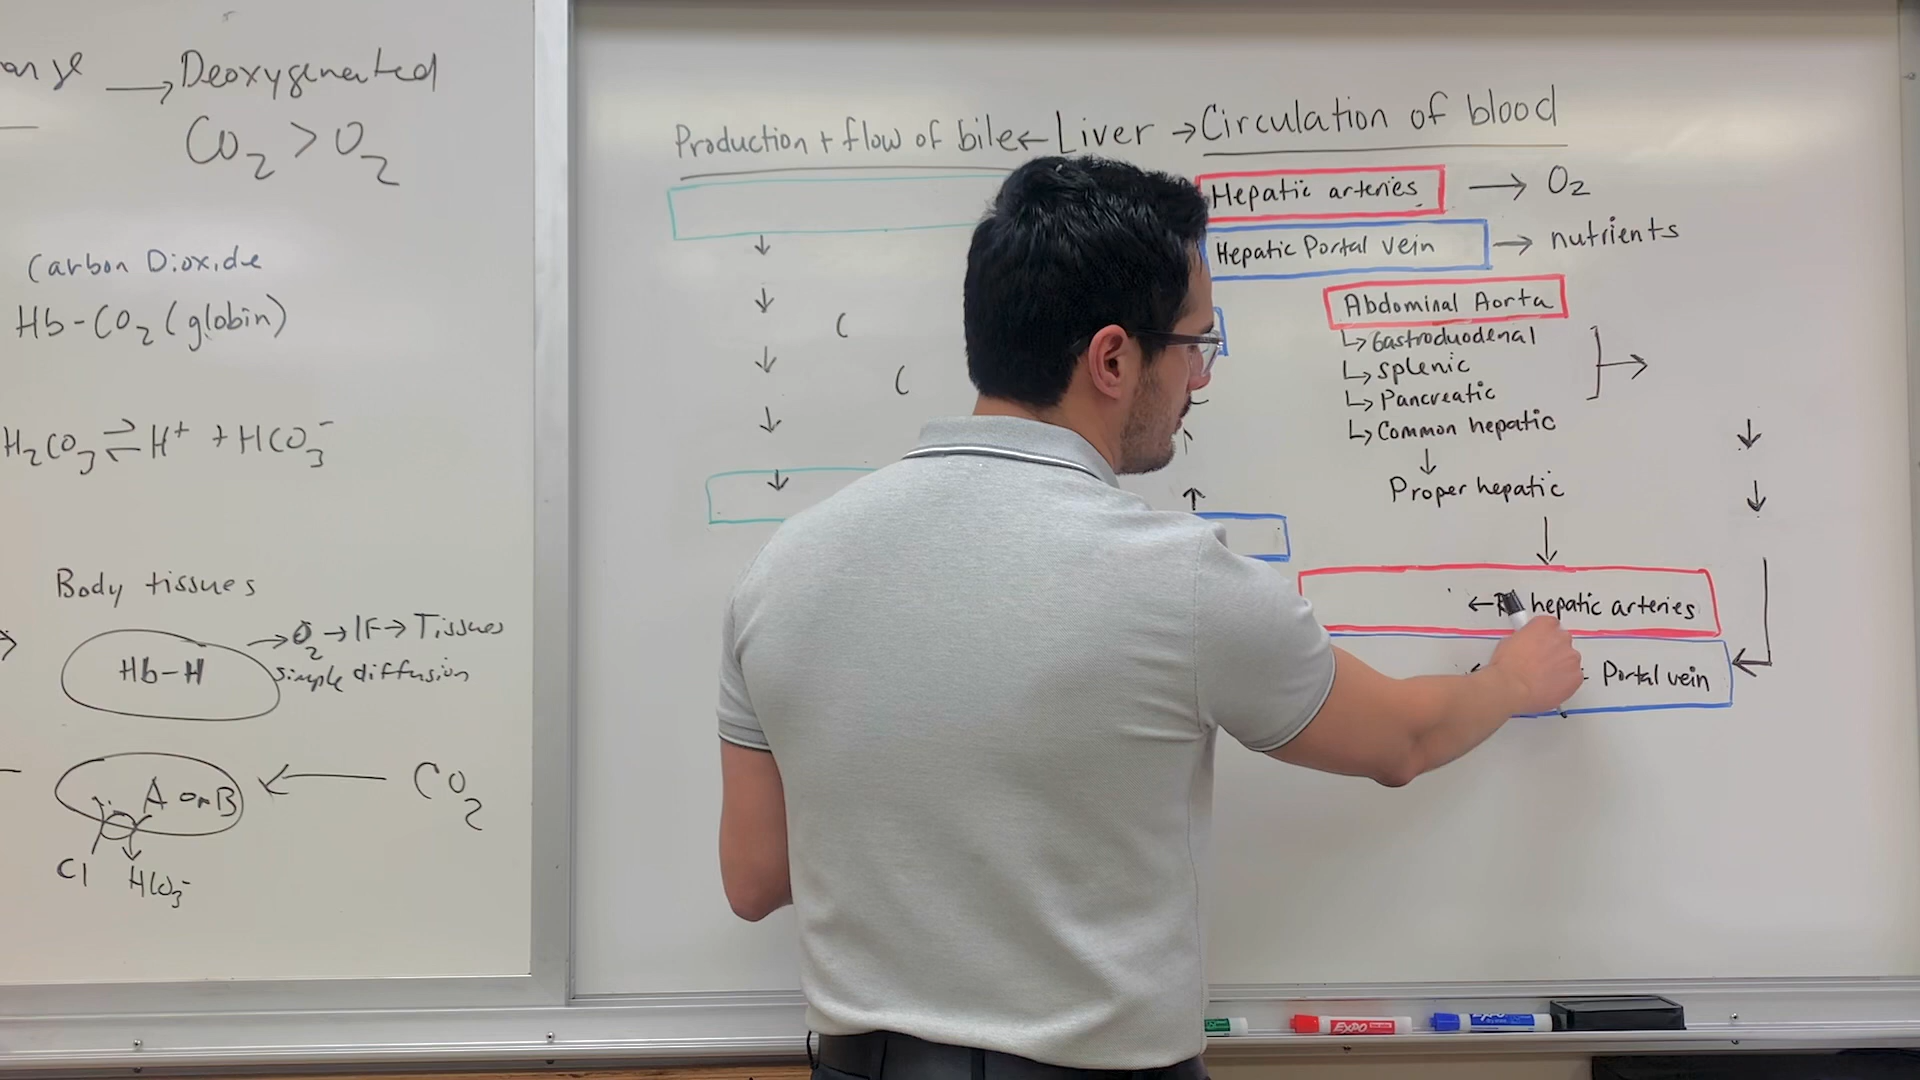 → Deoxygenated
CO₂ > O₂
Carbon Dioxide
Hb-CO₂ (globin)
H₂CO₃ ⇌ H⁺ + HCO₃⁻
Body tissues
Hb-H → O₂ → IF → Tissues
simple diffusion
A or B ← CO₂
Cl
HCO₃⁻
Production + flow of bile ← Liver → Circulation of blood
Hepatic arteries → O₂
Hepatic Portal vein → nutrients
Abdominal Aorta
↳ Gastroduodenal
↳ splenic
↳ Pancreatic
↳ Common hepatic
↓
Proper hepatic
↓
← hepatic arteries
Portal vein
EXPO